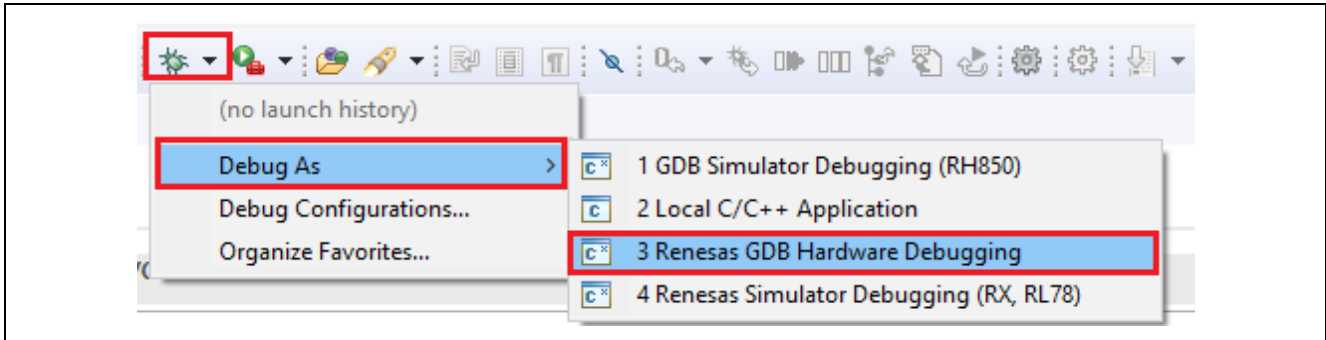 (no launch history)
Debug As
Debug Configurations...
Organize Favorites...
1 GDB Simulator Debugging (RH850)
2 Local C/C++ Application
3 Renesas GDB Hardware Debugging
4 Renesas Simulator Debugging (RX, RL78)